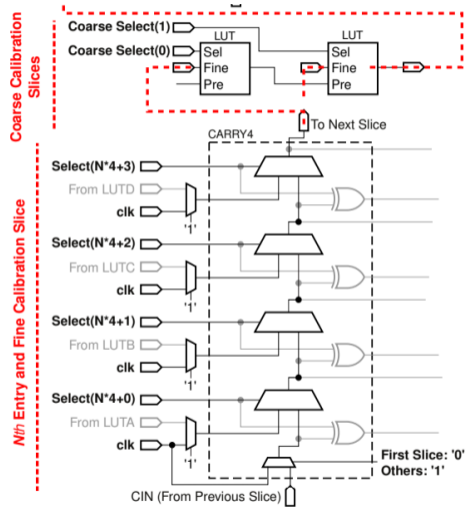 Coarse Calibration
Slices
Coarse Select(1)
Coarse Select(0)
LUT
Sel
Fine
Pre
LUT
Sel
Fine
Pre
To Next Slice
CARRY4
Nth Entry and Fine Calibration Slice
Select(N*4+3)
From LUTD
clk
'1'
Select(N*4+2)
From LUTC
clk
'1'
Select(N*4+1)
From LUTB
clk
'1'
Select(N*4+0)
From LUTA
clk
'1'
First Slice: '0'
Others: '1'
CIN (From Previous Slice)